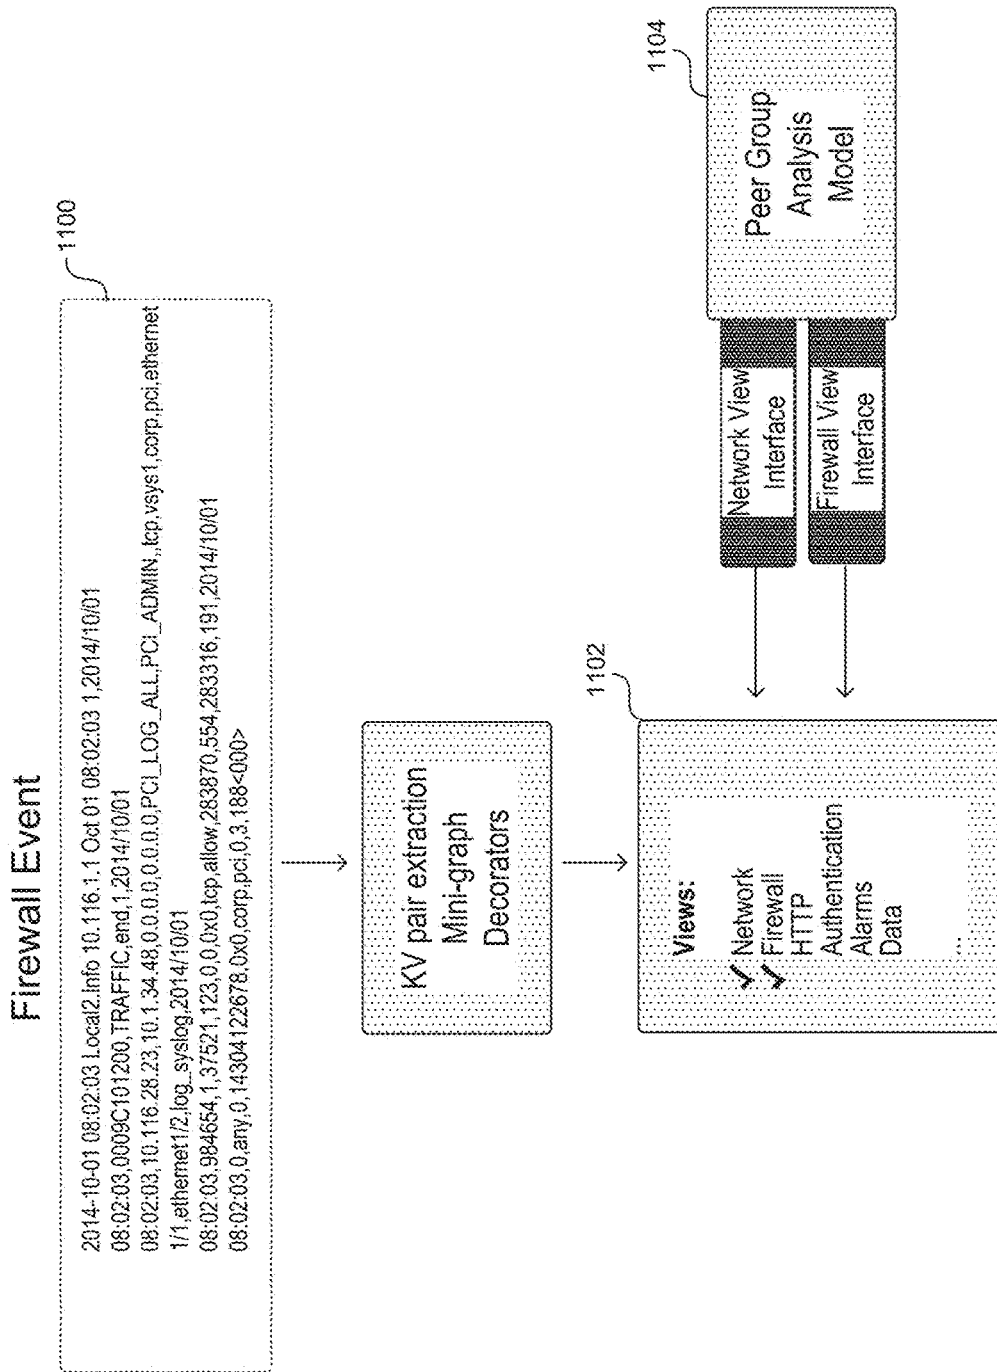 Firewall Event
1100
2014-10-01 08:02:03 Local2.Info 10.116.1.1 Oct 01 08:02:03 1,2014/10/01
08:02:03,0009C101200,TRAFFIC,end,1,2014/10/01
08:02:03,10.116.28.23,10.1.34.48,0.0.0.0,0.0.0.0,PCI_LOG_ALL,PCI_ADMIN,,tcp,vsys1,corp,pci,ethernet
1/1,ethernet1/2,log_syslog,2014/10/01
08:02:03,984654,1,37521,123,0,0,0x0,tcp,allow,283870,554,283316,191,2014/10/01
08:02:03,0,any,0,14304122678,0x0,corp,pci,0,3,188<000>
KV pair extraction
Mini-graph
Decorators
1102
Views:
✓ Network
✓ Firewall
HTTP
Authentication
Alarms
Data
...
Network View
Interface
Firewall View
Interface
1104
Peer Group
Analysis
Model